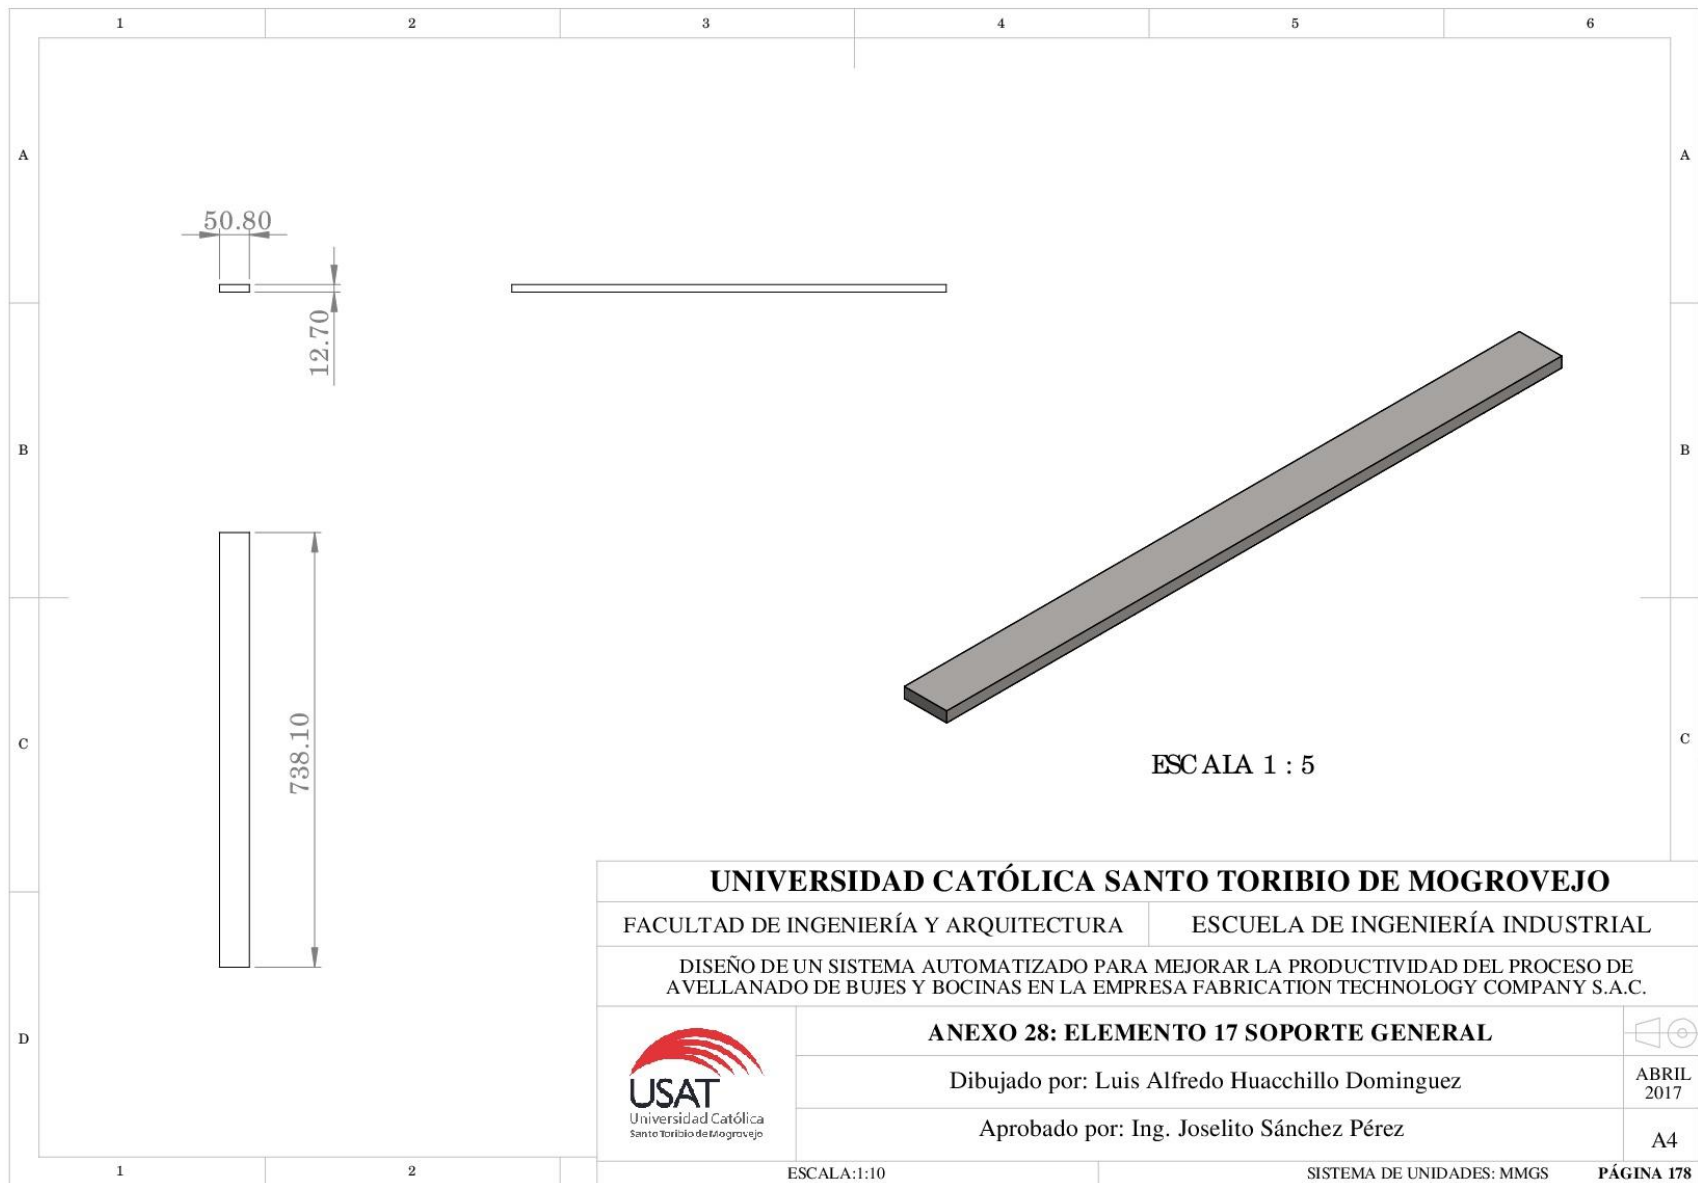 1 2 3 4 5 6
A A
50.80
12.70
B B
738.10
C C
ESCALA 1 : 5
UNIVERSIDAD CATÓLICA SANTO TORIBIO DE MOGROVEJO
FACULTAD DE INGENIERÍA Y ARQUITECTURA ESCUELA DE INGENIERÍA INDUSTRIAL
DISEÑO DE UN SISTEMA AUTOMATIZADO PARA MEJORAR LA PRODUCTIVIDAD DEL PROCESO DE
AVELLANADO DE BUJES Y BOCINAS EN LA EMPRESA FABRICATION TECHNOLOGY COMPANY S.A.C.
D
ANEXO 28: ELEMENTO 17 SOPORTE GENERAL
USAT
Universidad Católica
Santo Toribio de Mogrovejo
Dibujado por: Luis Alfredo Huacchillo Dominguez
ABRIL
2017
Aprobado por: Ing. Joselito Sánchez Pérez
A4
1 2
ESCALA:1:10 SISTEMA DE UNIDADES: MMGS PÁGINA 178